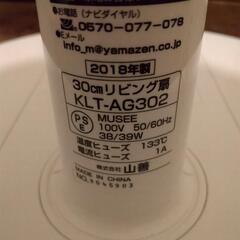 (ナビダイヤル)
0570-077-078
●Eメール
info_m@yamazen.co.jp
2018年製
30cmリビング扇
KLT-AG302
MUSEE
PSE
100V 50/60Hz
38/39W
温度ヒューズ 133℃
電流ヒューズ 1A
株式会社 山善
MADE IN CHINA